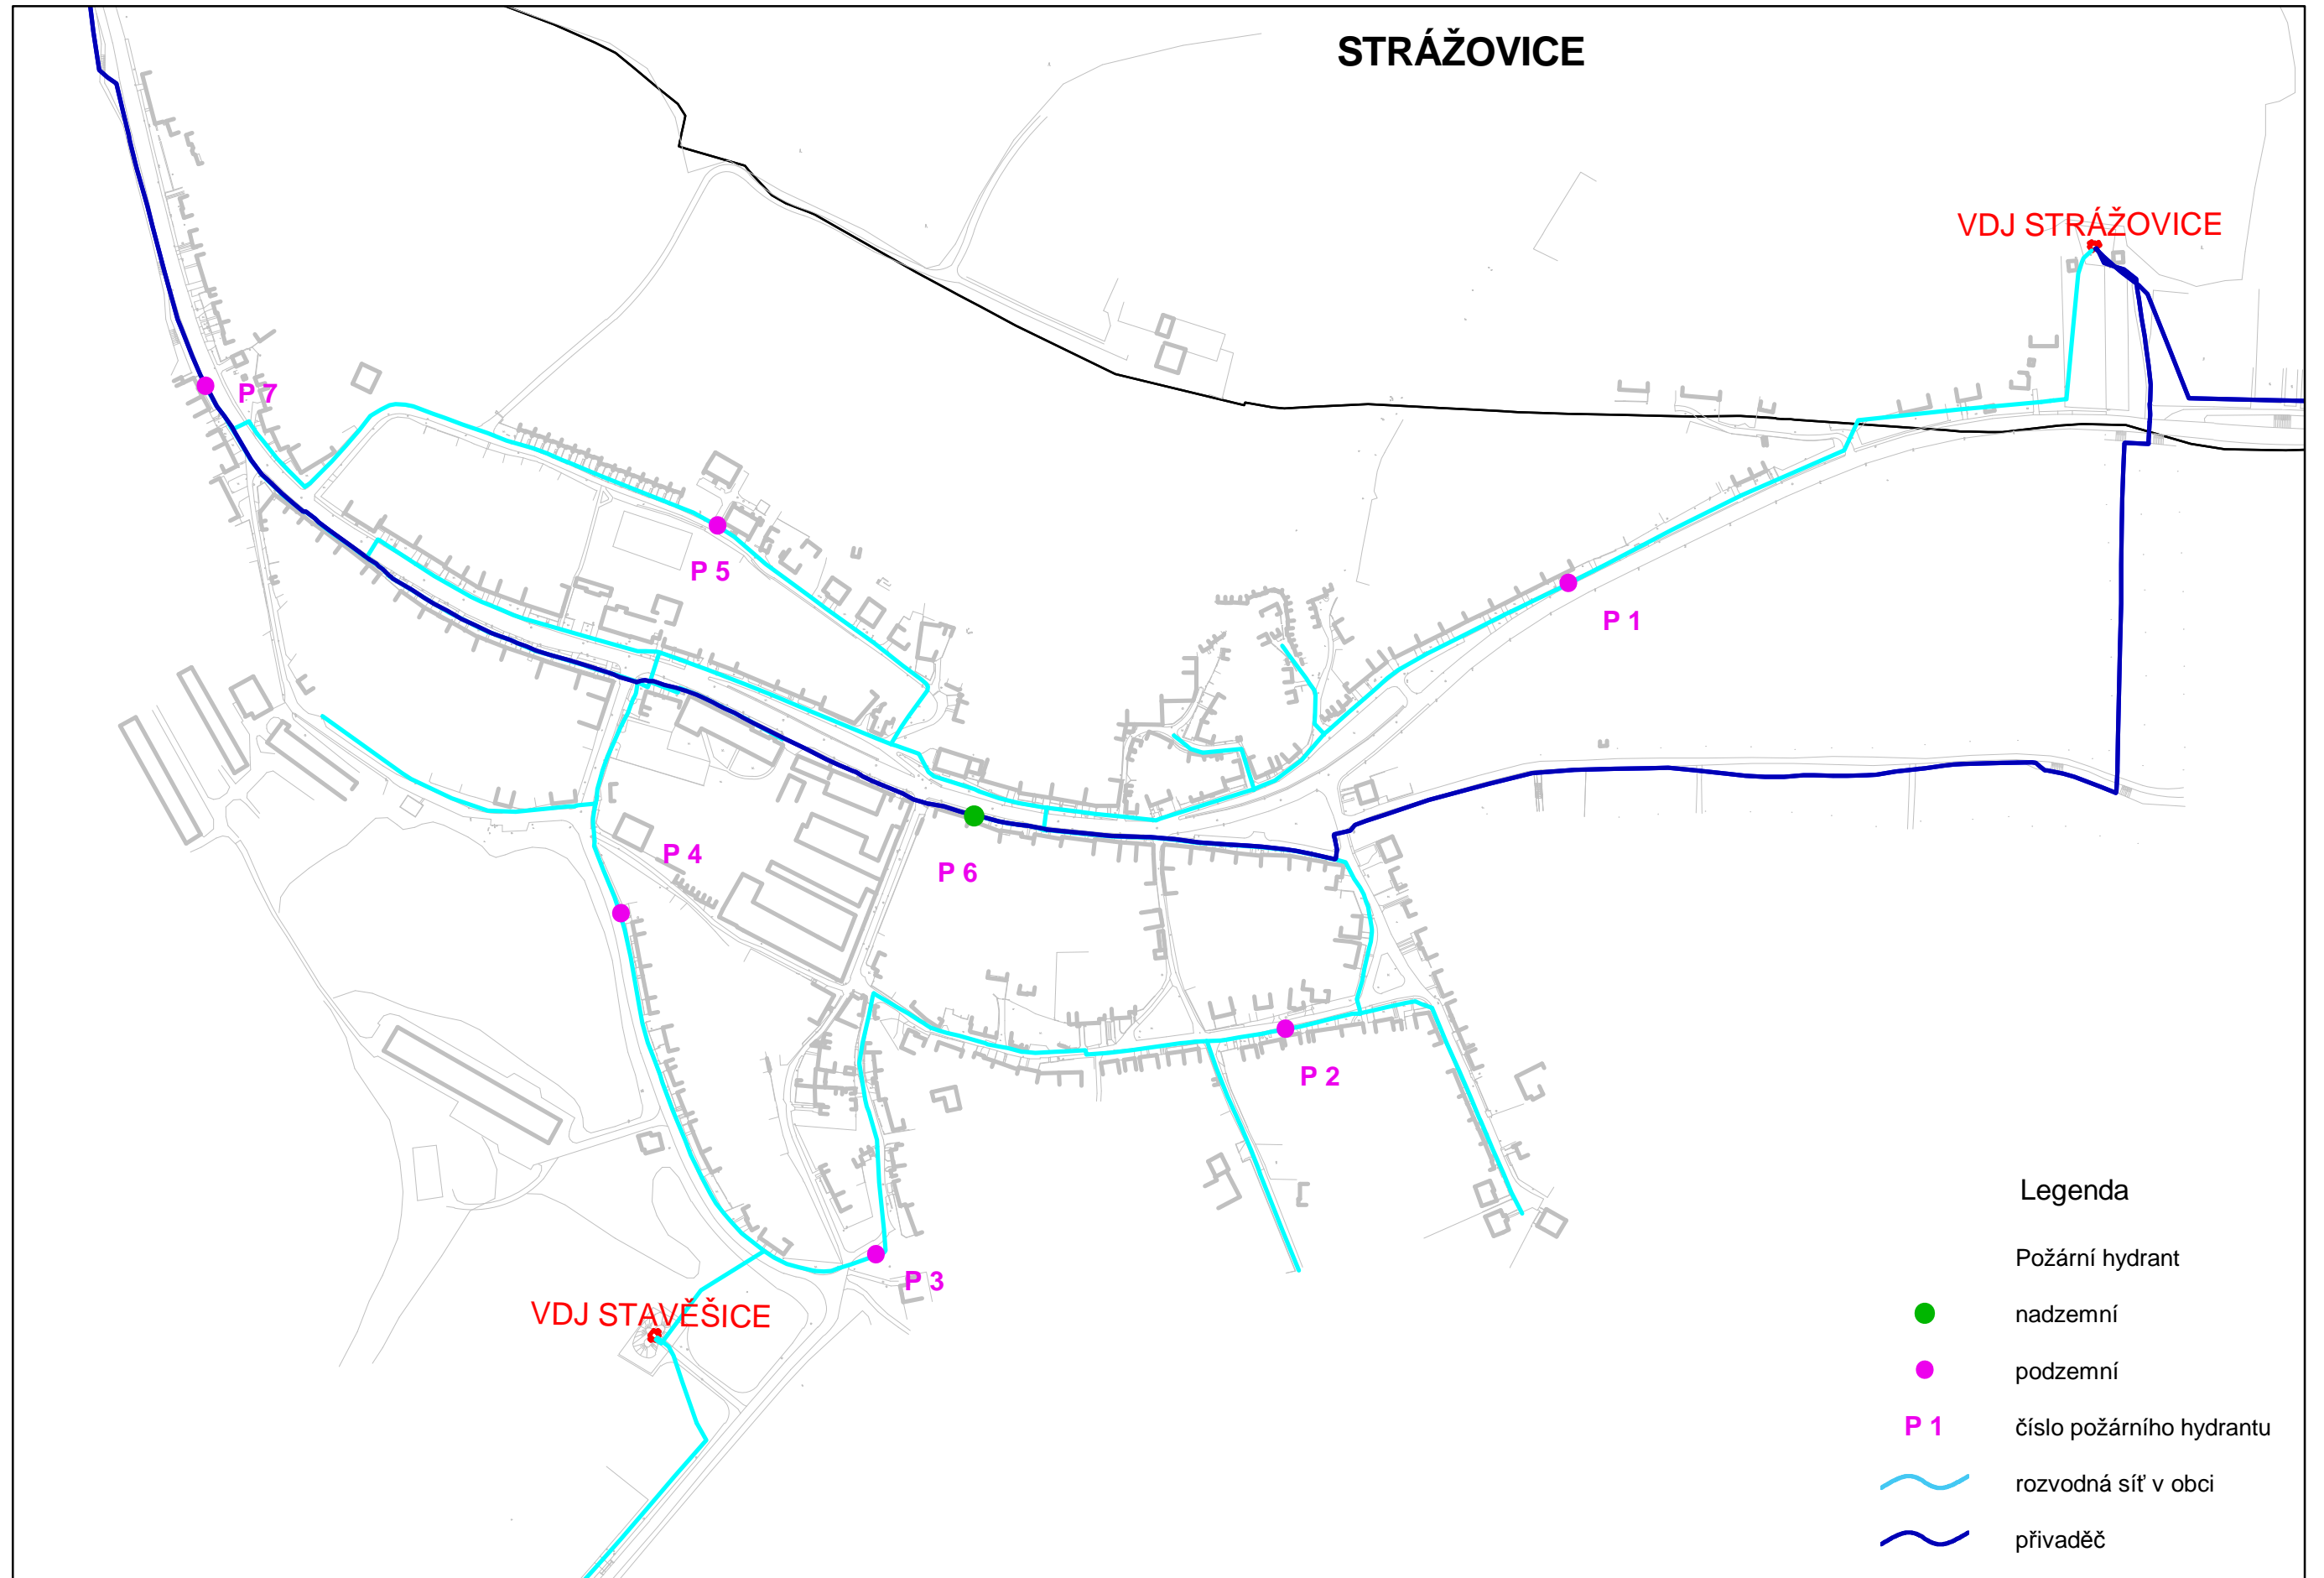 STRÁŽOVICE
VDJ STRÁŽOVICE
P 7
P 5
P 1
P 4
P 6
P 2
P 3
VDJ STAVĚŠICE
Legenda
Požární hydrant
nadzemní
podzemní
P 1 číslo požárního hydrantu
rozvodná síť v obci
přivaděč